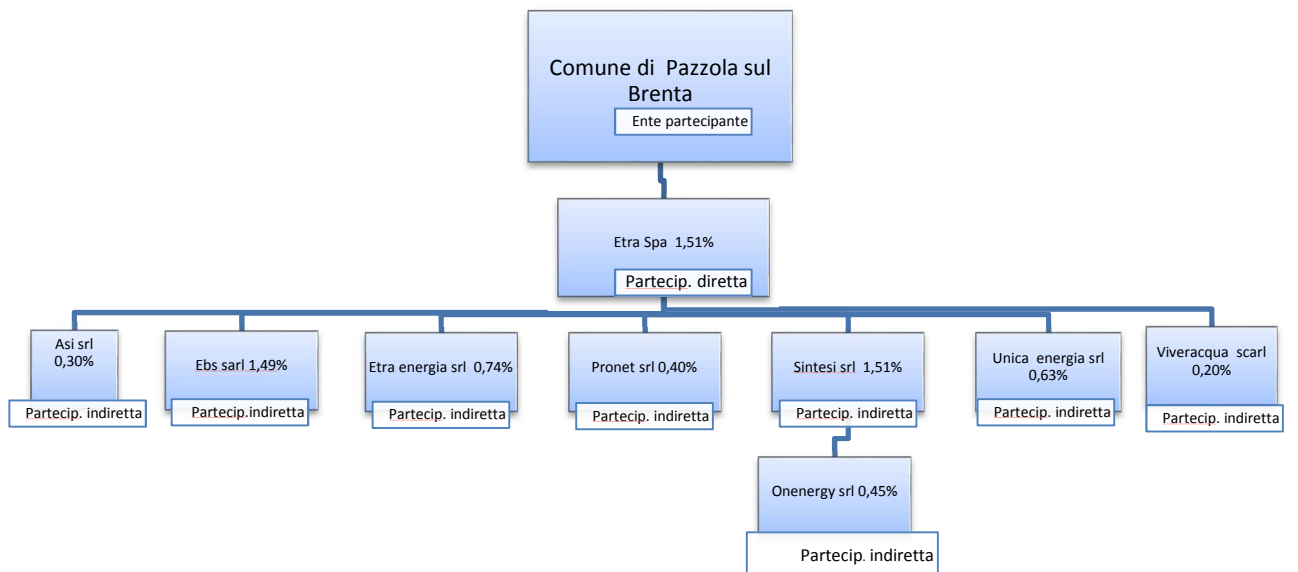 Comune di Pazzola sul
Brenta
Ente partecipante
Etra Spa 1,51%
Partecip. diretta
Asi srl
0,30%
Partecip. indiretta
Ebs sarl 1,49%
Partecip.indiretta
Etra energia srl 0,74%
Partecip. indiretta
Pronet srl 0,40%
Partecip. indiretta
Sintesi srl 1,51%
Partecip. indiretta
Unica energia srl
0,63%
Partecip. indiretta
Viveracqua scarl
0,20%
Partecip. indiretta
Onenergy srl 0,45%
Partecip. indiretta